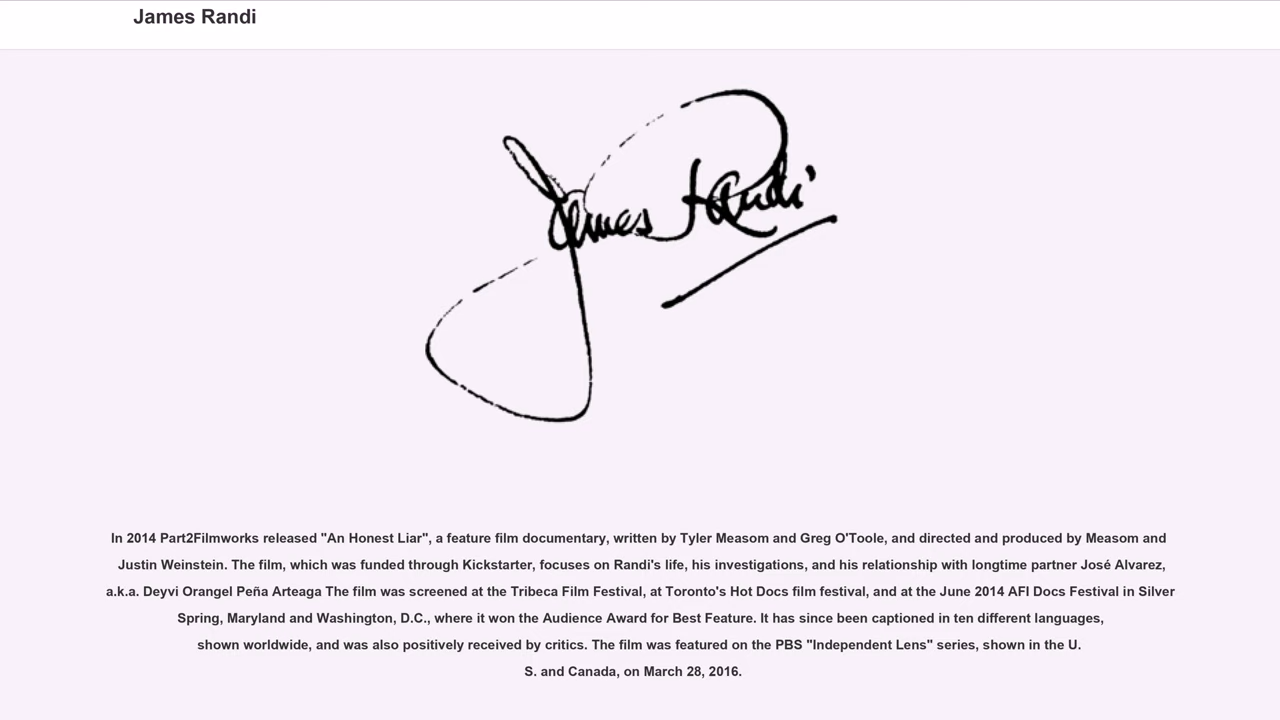 James Randi
James Randi
In 2014 Part2Filmworks released "An Honest Liar", a feature film documentary, written by Tyler Measom and Greg O'Toole, and directed and produced by Measom and
Justin Weinstein. The film, which was funded through Kickstarter, focuses on Randi's life, his investigations, and his relationship with longtime partner José Alvarez,
a.k.a. Deyvi Orangel Peña Arteaga The film was screened at the Tribeca Film Festival, at Toronto's Hot Docs film festival, and at the June 2014 AFI Docs Festival in Silver
Spring, Maryland and Washington, D.C., where it won the Audience Award for Best Feature. It has since been captioned in ten different languages,
shown worldwide, and was also positively received by critics. The film was featured on the PBS "Independent Lens" series, shown in the U.
S. and Canada, on March 28, 2016.